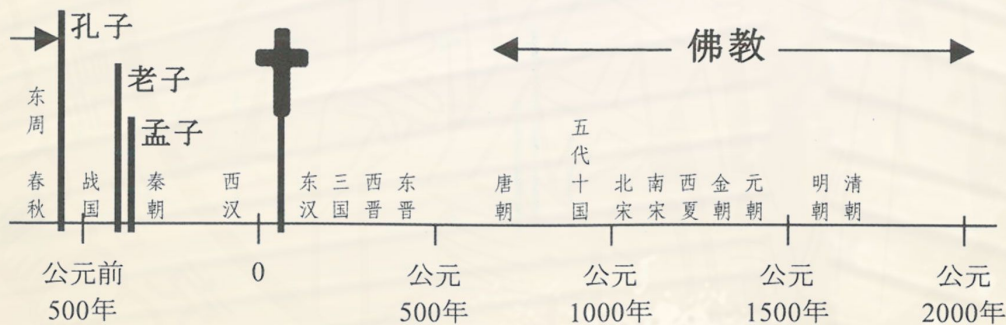 孔子
佛教
老子
孟子
东周
春秋
战国
秦朝
西汉
东汉
三国
西晋
东晋
唐朝
五代十国
北宋
南宋
西夏
金朝
元朝
明朝
清朝
公元前
500年
0
公元
500年
公元
1000年
公元
1500年
公元
2000年